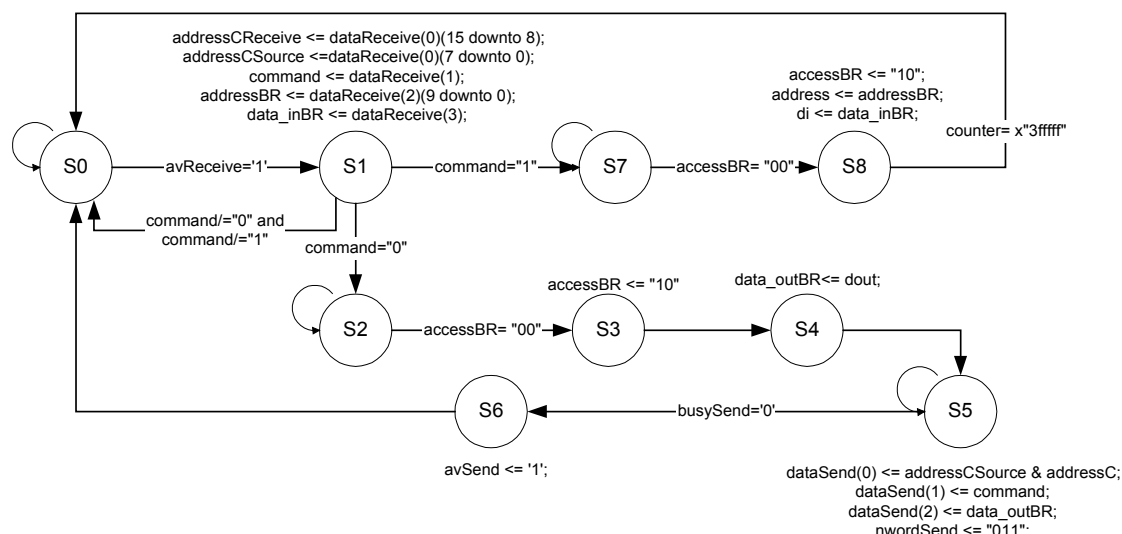 addressCReceive <= dataReceive(0)(15 downto 8);
addressCSource <=dataReceive(0)(7 downto 0);
command <= dataReceive(1);
addressBR <= dataReceive(2)(9 downto 0);
data_inBR <= dataReceive(3);
accessBR <= "10";
address <= addressBR;
di <= data_inBR;
counter= x"3fffff"
S0
avReceive='1'
S1
command="1"
S7
accessBR= "00"
S8
command/="0" and
command/="1"
command="0"
S2
accessBR= "00"
accessBR <= "10"
S3
data_outBR<= dout;
S4
S6
busySend='0'
S5
avSend <= '1';
dataSend(0) <= addressCSource & addressC;
dataSend(1) <= command;
dataSend(2) <= data_outBR;
nwordSend <= "011";